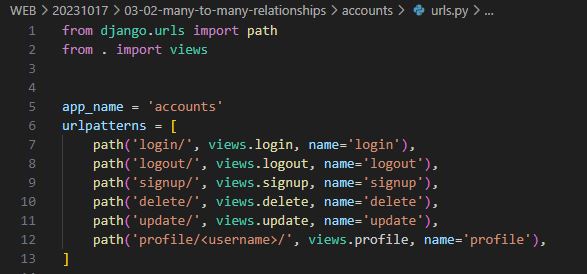 WEB > 20231017 > 03-02-many-to-many-relationships > accounts > urls.py > ...
1 from django.urls import path
2 from . import views
3
4
5 app_name = 'accounts'
6 urlpatterns = [
7     path('login/', views.login, name='login'),
8     path('logout/', views.logout, name='logout'),
9     path('signup/', views.signup, name='signup'),
10     path('delete/', views.delete, name='delete'),
11     path('update/', views.update, name='update'),
12     path('profile/<username>/', views.profile, name='profile'),
13 ]